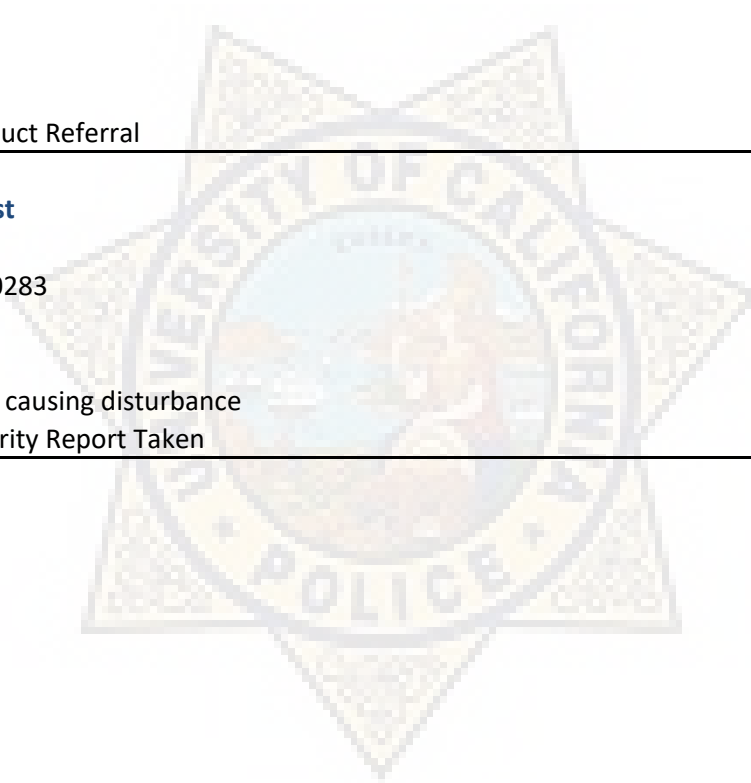 uct Referral
st
0283
causing disturbance
rity Report Taken
UNIVERSITY OF CALIFORNIA
POLICE